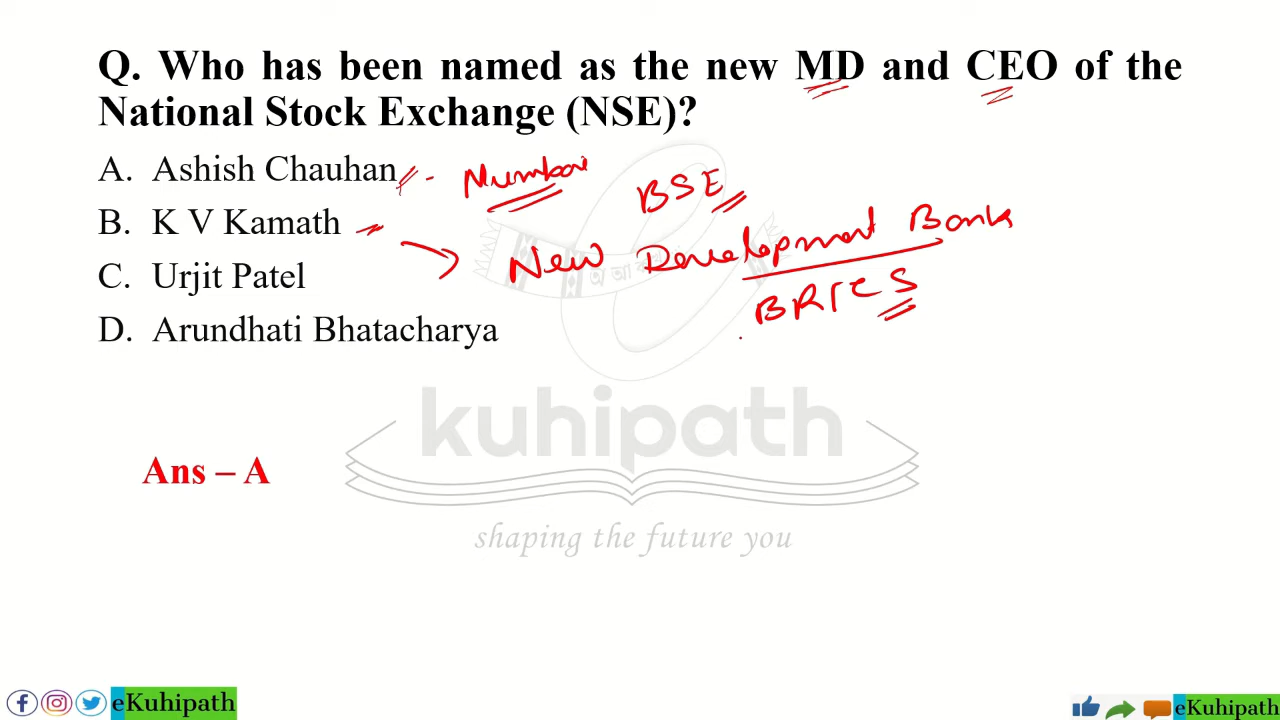 Q. Who has been named as the new MD and CEO of the
National Stock Exchange (NSE)?
A. Ashish Chauhan
Mumbai
BSE
B. K V Kamath
New Development Bank
C. Urjit Patel
BRICS
D. Arundhati Bhatacharya
অ আ ক
kuhipath
Ans – A
shaping the future you
eKuhipath
eKuhipath